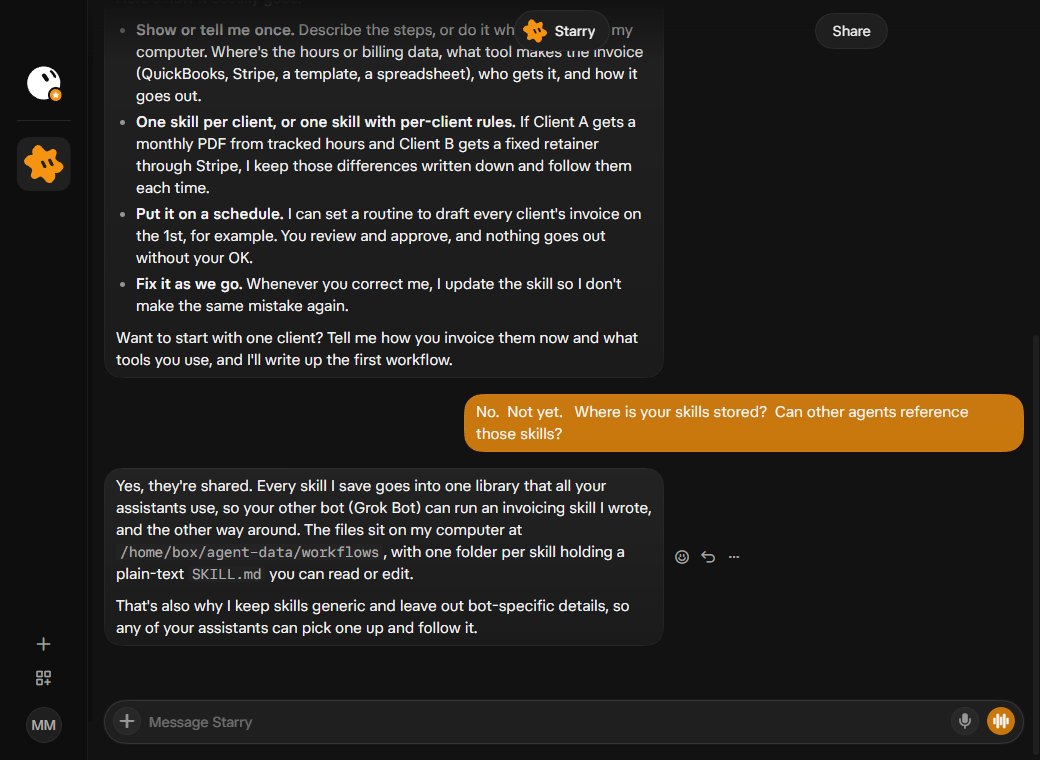 Starry
Share
Show or tell me once. Describe the steps, or do it wh my
computer. Where's the hours or billing data, what tool makes the invoice
(QuickBooks, Stripe, a template, a spreadsheet), who gets it, and how it
goes out.
One skill per client, or one skill with per-client rules. If Client A gets a
monthly PDF from tracked hours and Client B gets a fixed retainer
through Stripe, I keep those differences written down and follow them
each time.
Put it on a schedule. I can set a routine to draft every client's invoice on
the 1st, for example. You review and approve, and nothing goes out
without your OK.
Fix it as we go. Whenever you correct me, I update the skill so I don't
make the same mistake again.
Want to start with one client? Tell me how you invoice them now and what
tools you use, and I'll write up the first workflow.
No.  Not yet.   Where is your skills stored?  Can other agents reference
those skills?
Yes, they're shared. Every skill I save goes into one library that all your
assistants use, so your other bot (Grok Bot) can run an invoicing skill I wrote,
and the other way around. The files sit on my computer at
/home/box/agent-data/workflows , with one folder per skill holding a
plain-text SKILL.md you can read or edit.
That's also why I keep skills generic and leave out bot-specific details, so
any of your assistants can pick one up and follow it.
MM
Message Starry